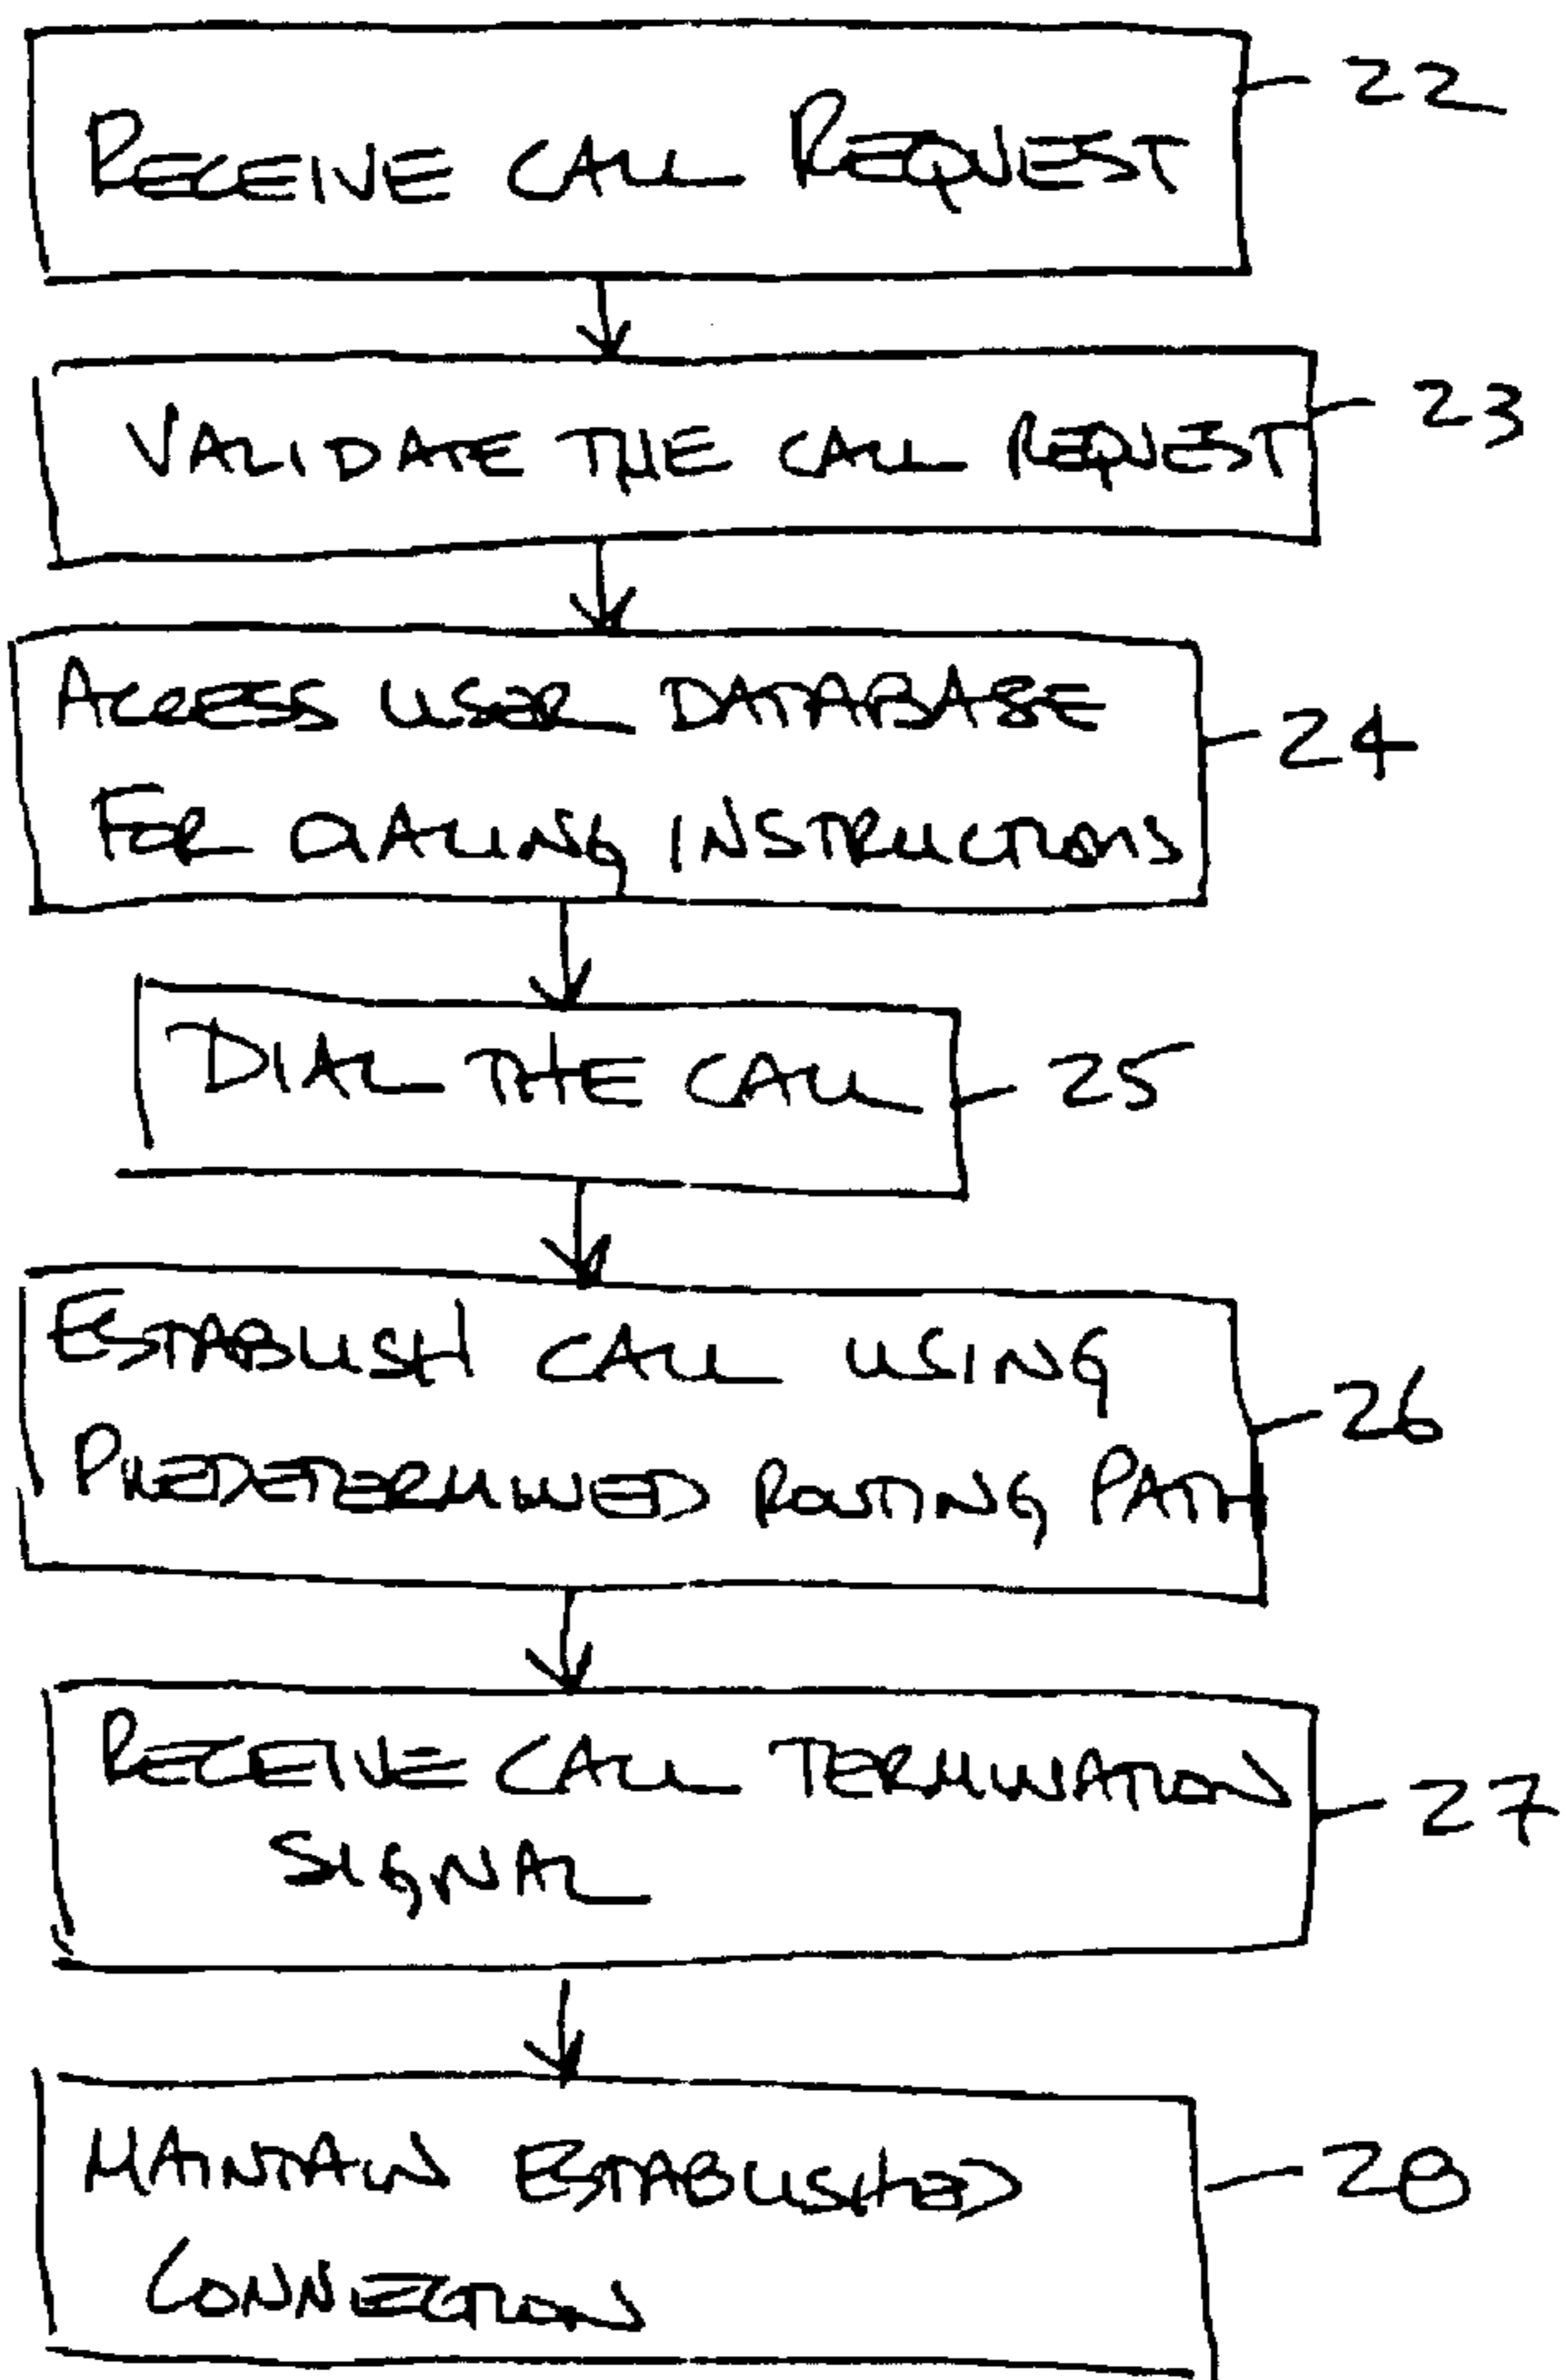 RECEIVE CALL REQUEST
22
VALIDATE THE CALL REQUEST
23
ACCESS USER DATABASE
FOR DIALING INSTRUCTIONS
24
DIAL THE CALL
25
ESTABLISH CALL USING
PREDETERMINED ROUTING PATH
26
RECEIVE CALL TERMINATION
SIGNAL
27
MAINTAIN ESTABLISHED
CONNECTION
28